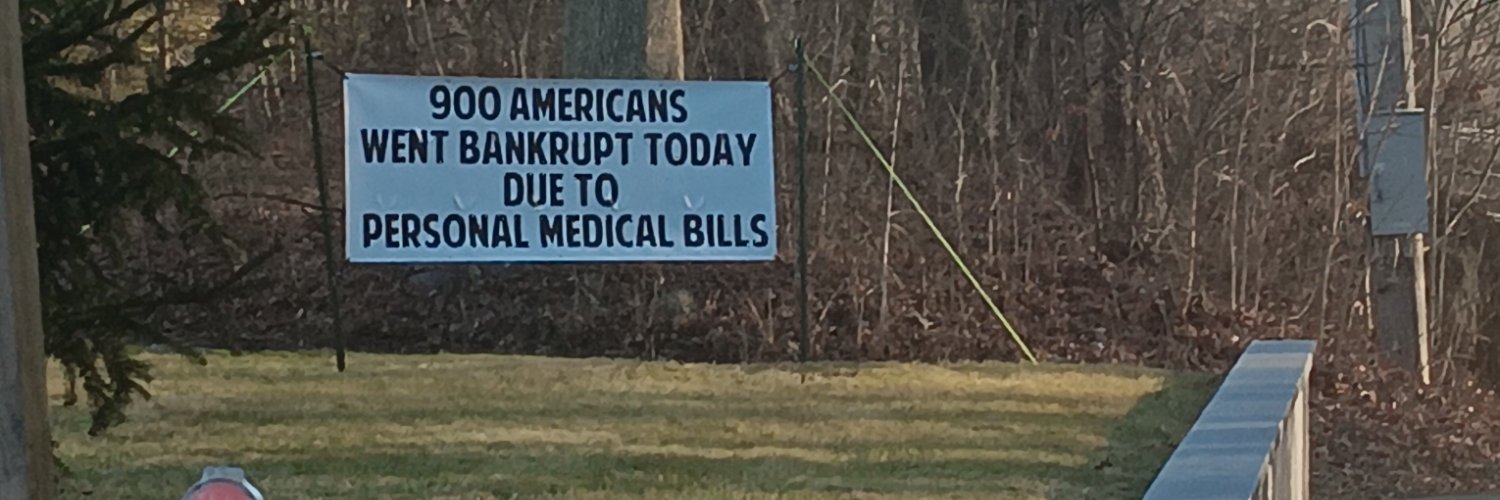 900 AMERICANS
WENT BANKRUPT TODAY
DUE TO
PERSONAL MEDICAL BILLS